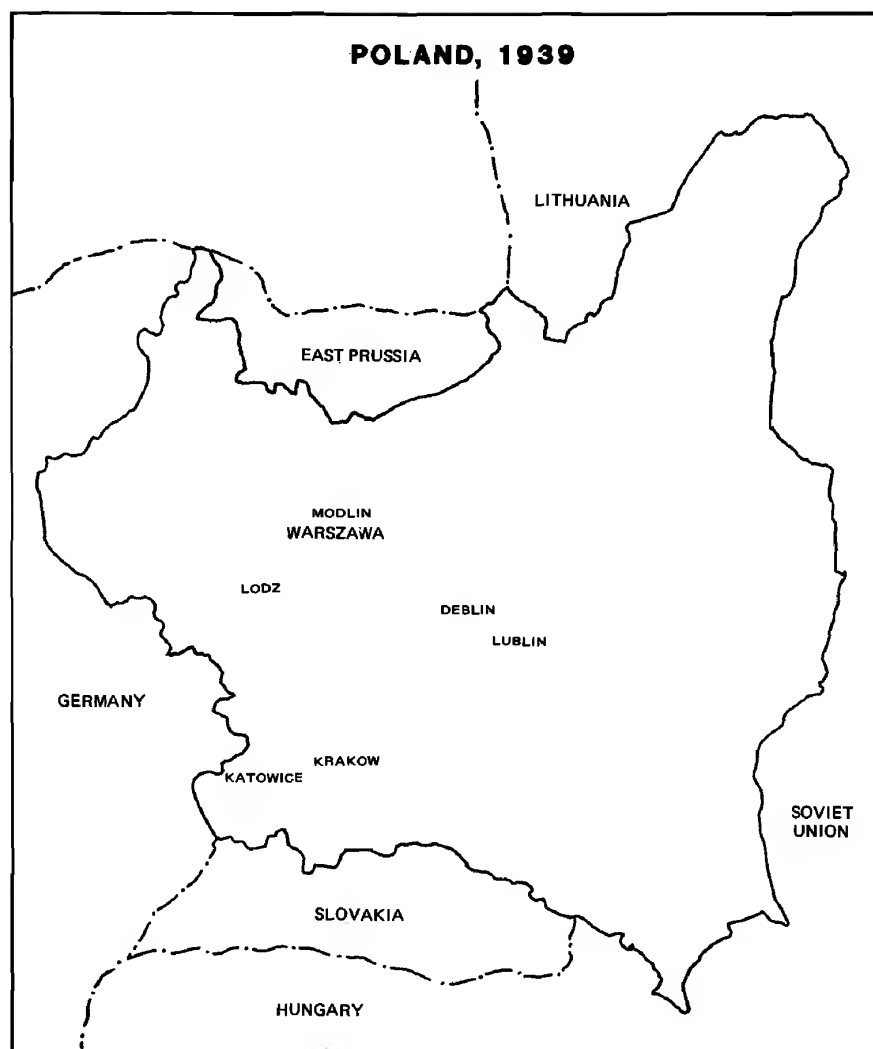 POLAND, 1939
LITHUANIA
EAST PRUSSIA
MODLIN
WARSZAWA
LODZ
DEBLIN
LUBLIN
GERMANY
KRAKOW
KATOWICE
SOVIET
UNION
SLOVAKIA
HUNGARY